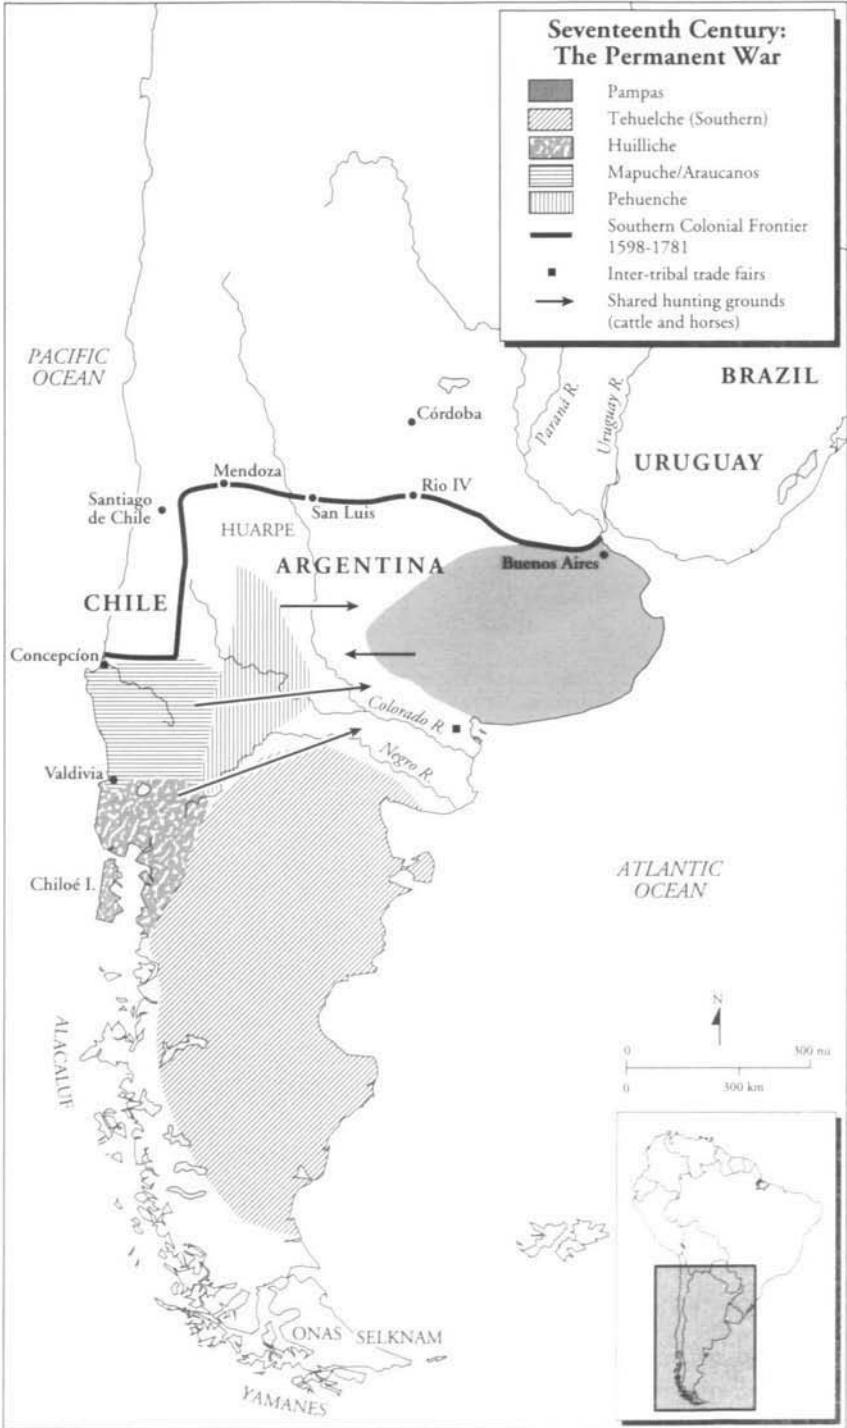 Seventeenth Century:
The Permanent War
Pampas
Tehuelche (Southern)
Huilliche
Mapuche/Araucanos
Pehuenche
Southern Colonial Frontier
1598-1781
Inter-tribal trade fairs
Shared hunting grounds
(cattle and horses)
PACIFIC
OCEAN
BRAZIL
Paraná R.
Uruguay R.
Córdoba
URUGUAY
Mendoza
Rio IV
Santiago
de Chile
San Luis
HUARPE
ARGENTINA
Buenos Aires
CHILE
Concepcíon
Colorado R.
Negro R.
Valdivia
Chiloé I.
ATLANTIC
OCEAN
N
0 300 mi
0 300 km
ALACALUF
ONAS SELKNAM
YAMANES